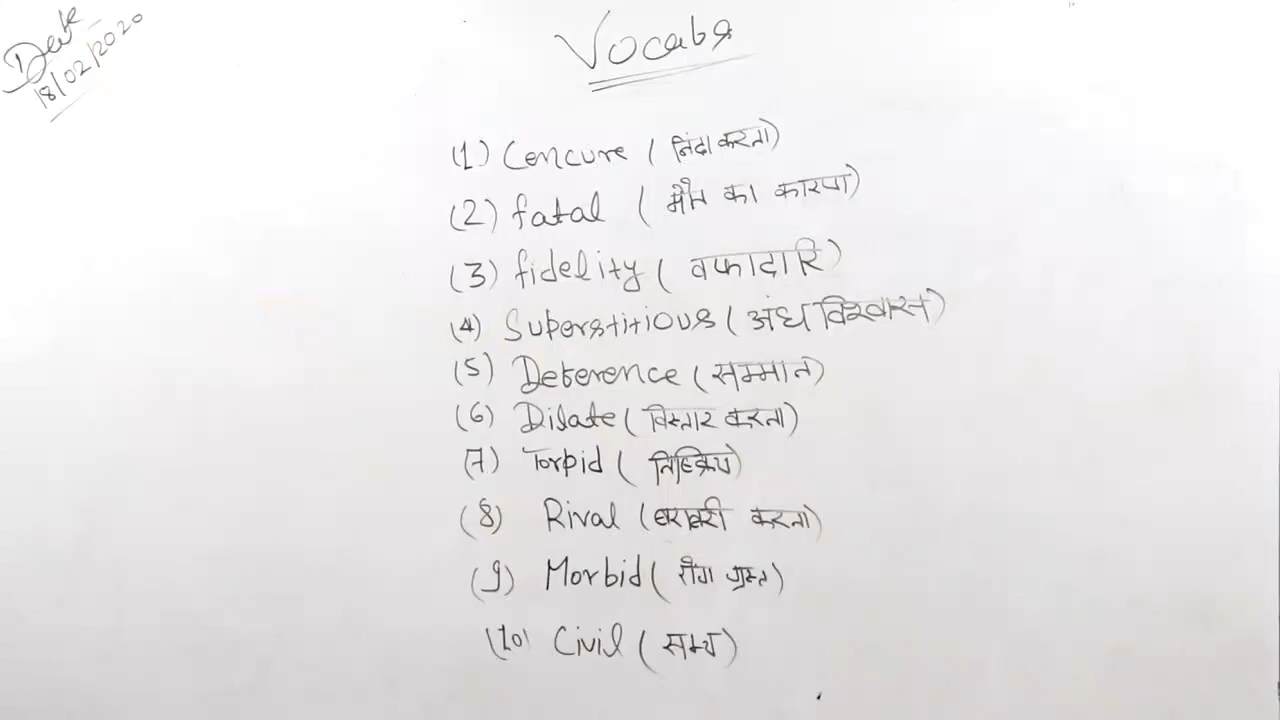 Date
18/02/2020
Vocabs
(1) Cencure (निंदा करना)
(2) fatal (मौत का कारण)
(3) fidelity (वफादारि)
(4) Superstitious (अंध विश्वास)
(5) Deference (सम्मान)
(6) Dilate (विस्तार करना)
(7) Torpid (निष्क्रिय)
(8) Rival (बराबरी करना)
(9) Morbid (रोग ग्रस्त)
(10) Civil (सभ्य)